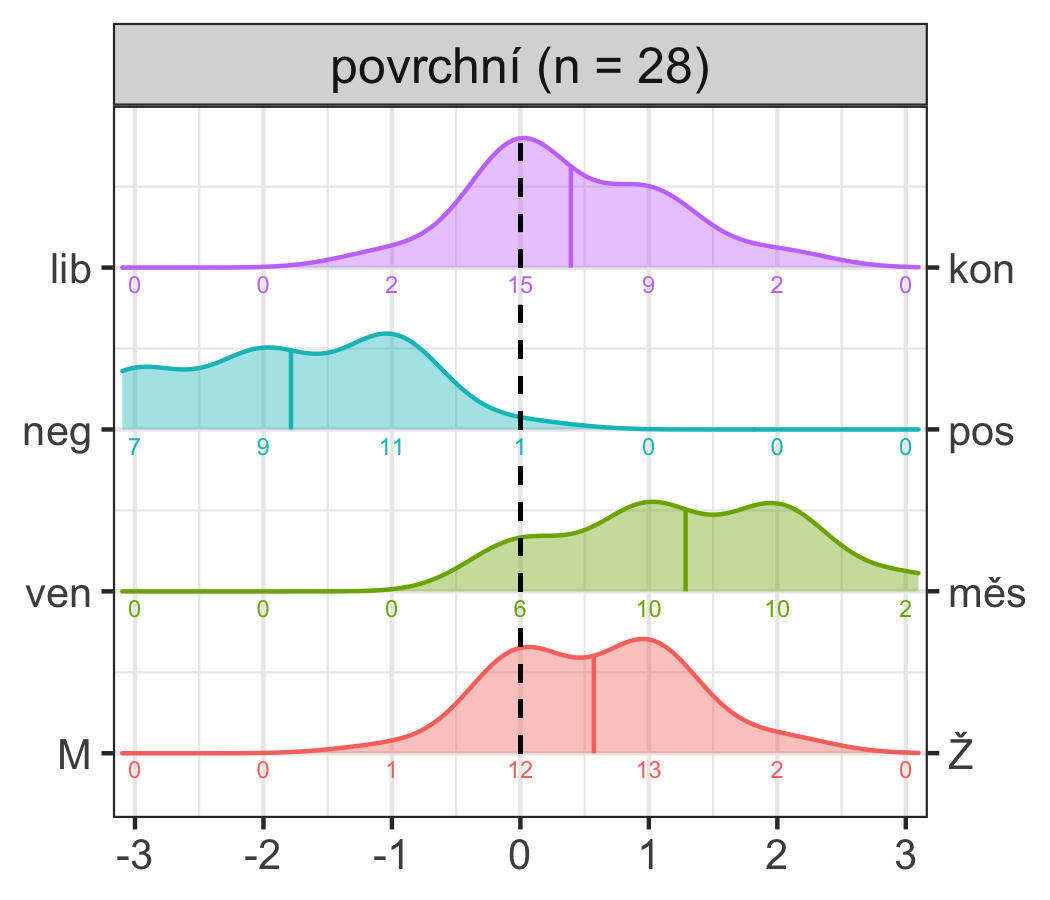 povrchní (n = 28)
lib kon
0 0 2 15 9 2 0
neg pos
7 9 11 1 0 0 0
ven měs
0 0 0 6 10 10 2
M Ž
0 0 1 12 13 2 0
-3 -2 -1 0 1 2 3